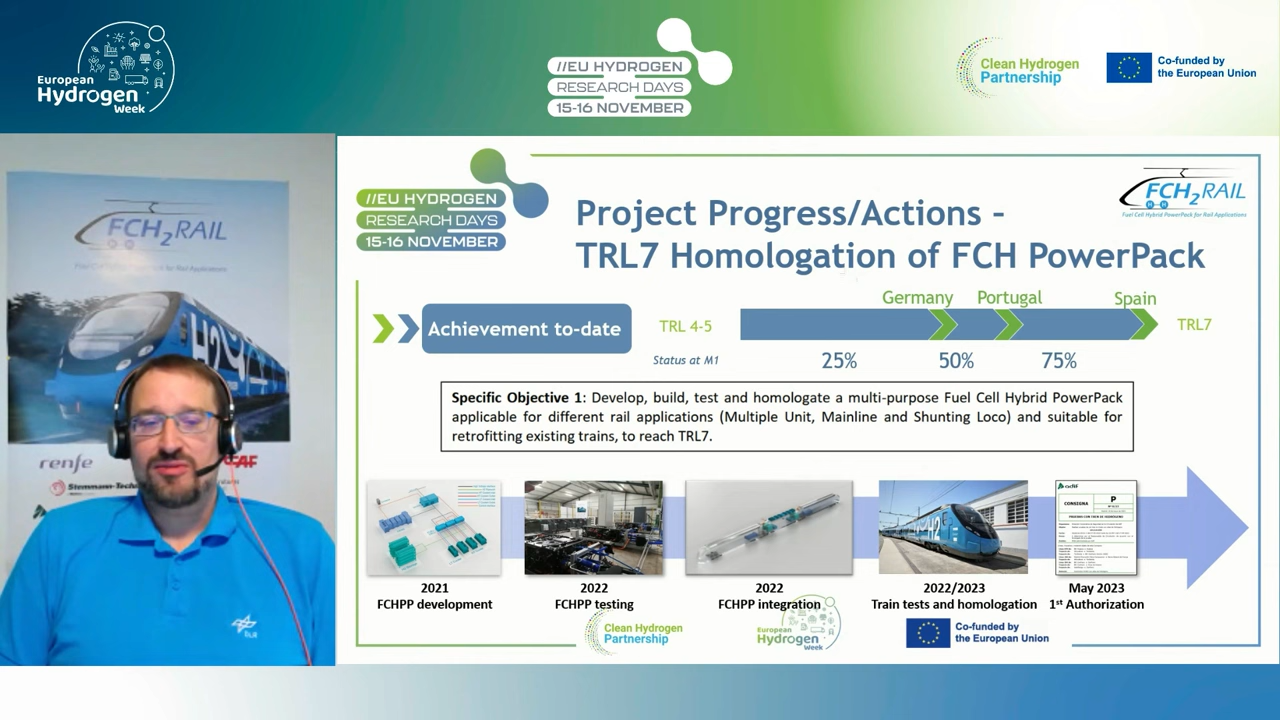 European
Hydrogen
Week
//EU HYDROGEN
RESEARCH DAYS
15-16 NOVEMBER
Clean Hydrogen
Partnership
Co-funded by
the European Union
FCH2RAIL
H2
renfe
Stemmann-Techn
CAF
DLR
//EU HYDROGEN
RESEARCH DAYS
15-16 NOVEMBER
Project Progress/Actions -
TRL7 Homologation of FCH PowerPack
FCH2RAIL
Fuel Cell Hybrid PowerPack for Rail Applications
Achievement to-date
Germany Portugal Spain
TRL 4-5
TRL7
Status at M1
25% 50% 75%
Specific Objective 1: Develop, build, test and homologate a multi-purpose Fuel Cell Hybrid PowerPack
applicable for different rail applications (Multiple Unit, Mainline and Shunting Loco) and suitable for
retrofitting existing trains, to reach TRL7.
adif
CONSIGNA
P
2021
FCHPP development
2022
FCHPP testing
2022
FCHPP integration
2022/2023
Train tests and homologation
May 2023
1st Authorization
Clean Hydrogen
Partnership
European
Hydrogen
Week
Co-funded by
the European Union